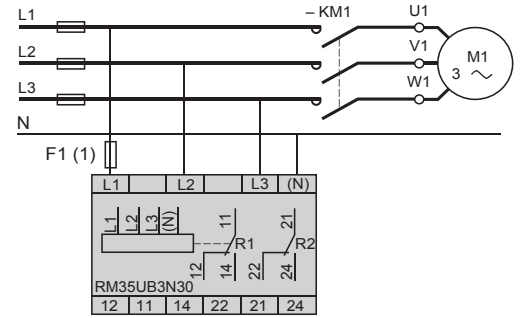 L1 – KM1 U1
L2 V1
M1
3
L3 W1
N
F1 (1)
L1 L2 L3 (N)
L1 L2 L3 (N) 11 21
R1 R2
12 14 22 24
RM35UB3N30
12 11 14 22 21 24